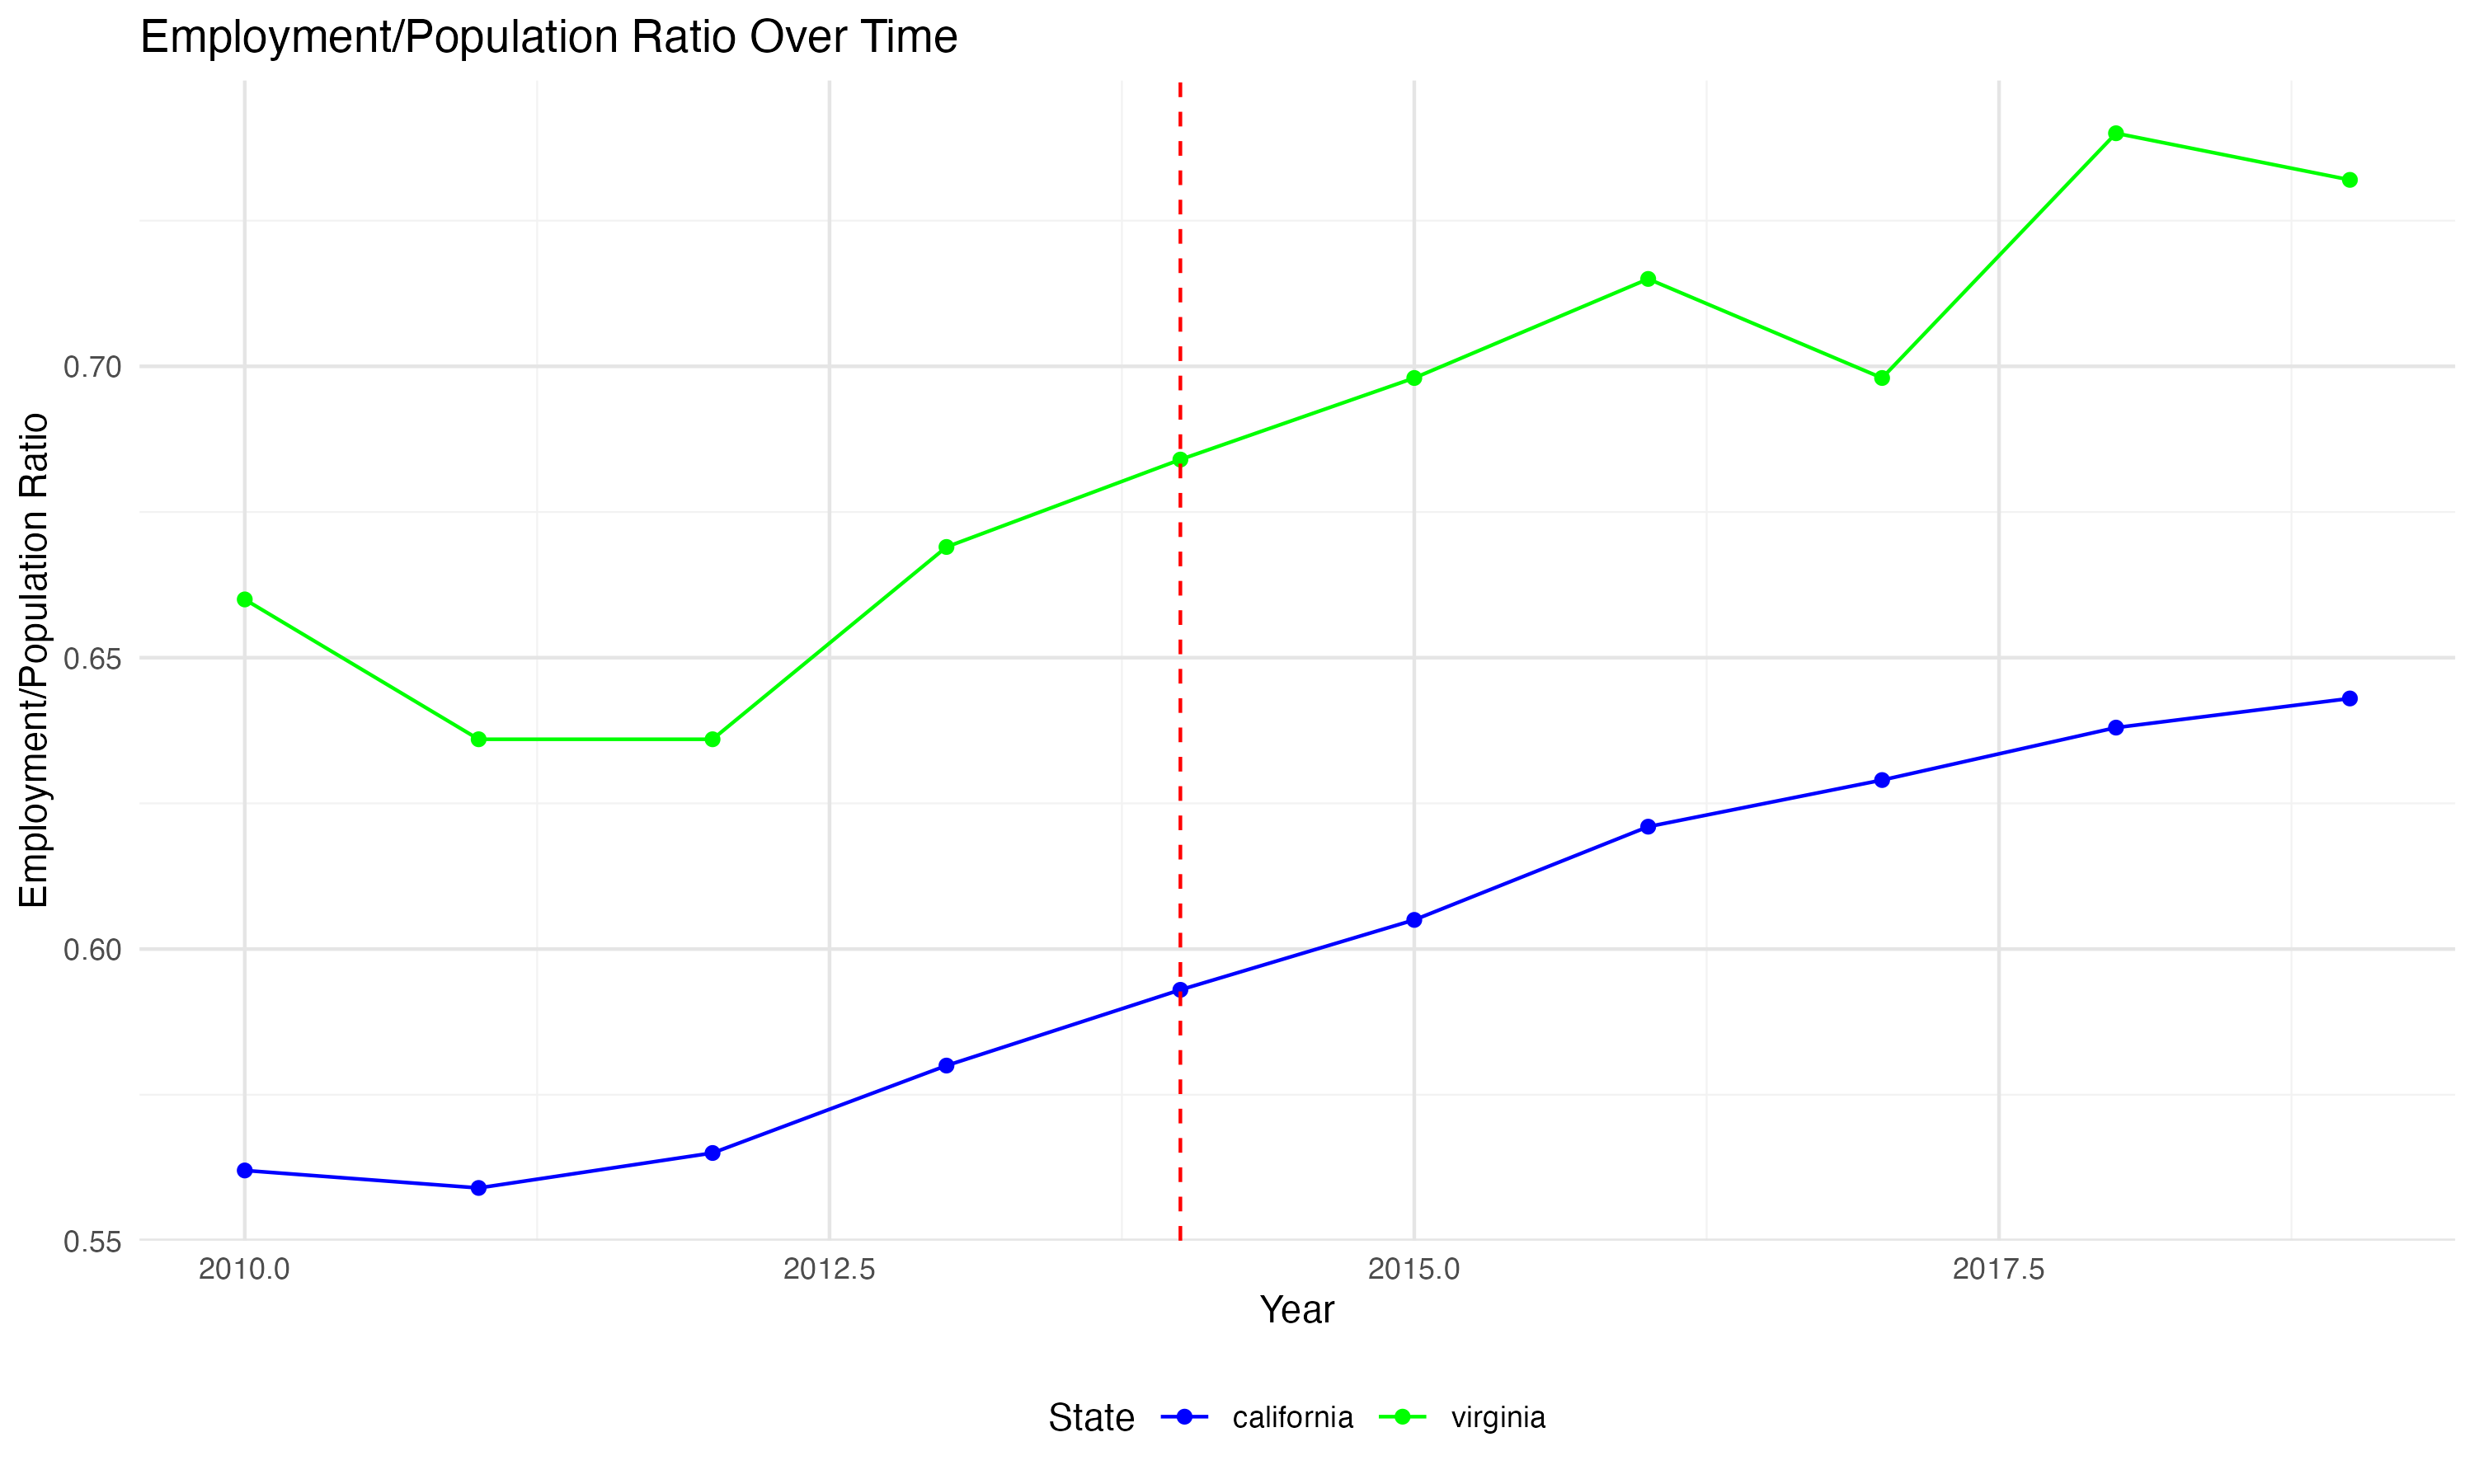 Employment/Population Ratio Over Time
Employment/Population Ratio
0.70
0.65
0.60
0.55
2010.0 2012.5 2015.0 2017.5
Year
State california virginia